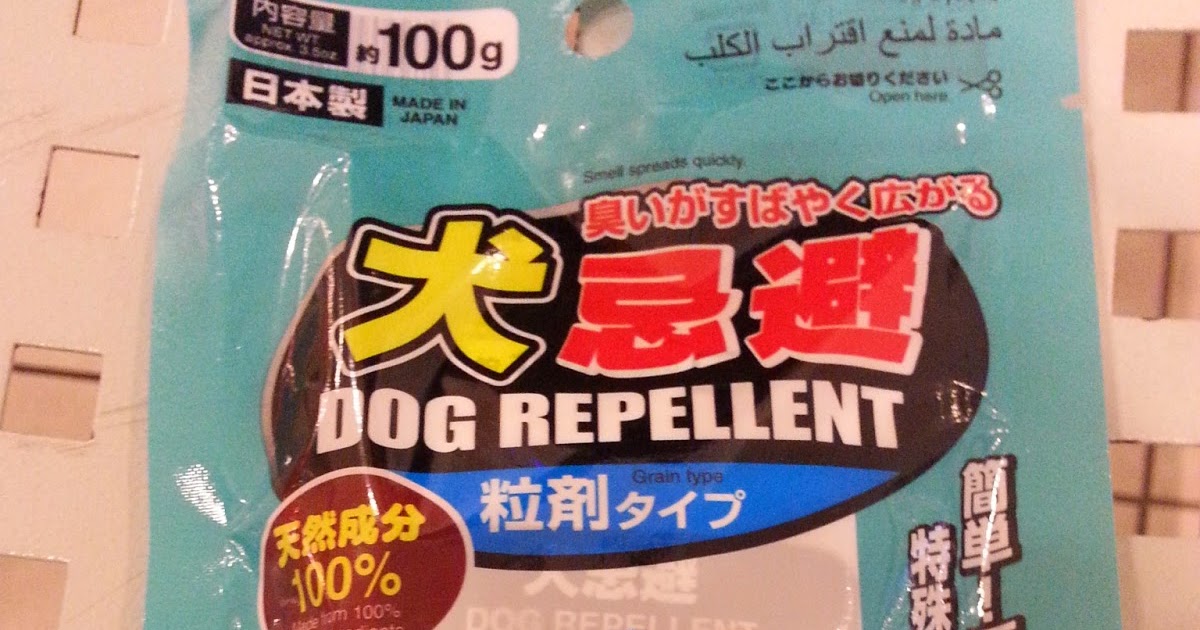 内容量
NET WT
approx. 3.5oz.
約100g
日本製
MADE IN
JAPAN
مادة لمنع اقتراب الكلب
ここからお切りください
Open here
Smell spreads quickly.
臭いがすばやく広がる
犬忌避
DOG REPELLENT
Grain type
粒剤タイプ
天然成分
100%
Made from 100%
簡単!
特殊
犬忌避
DOG REPELLENT